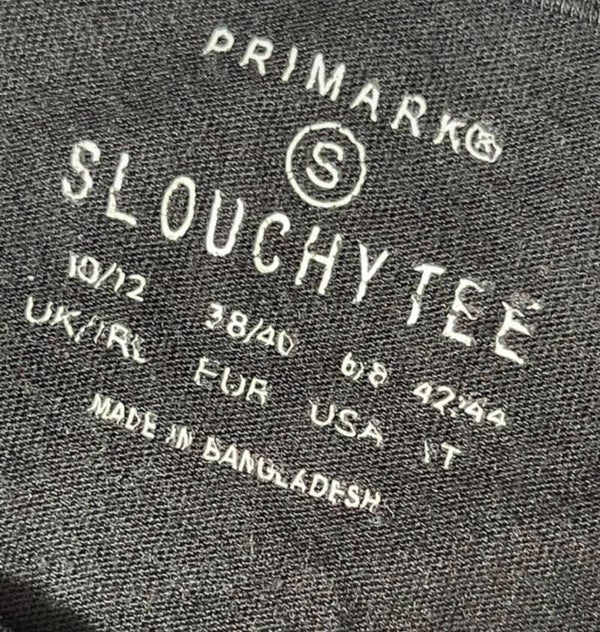 PRIMARK®
S
SLOUCHY TEE
10/12 38/40 6/8 42/44
UK/IRL EUR USA IT
MADE IN BANGLADESH